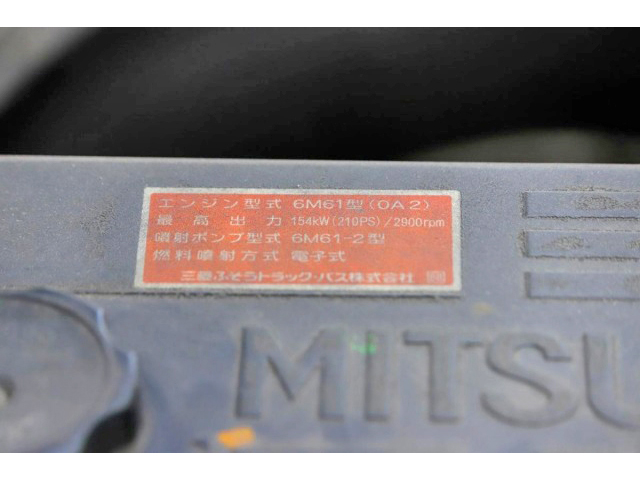 エンジン型式 6M61型(0A2)
最高出力 154kW(210PS)/2900rpm
噴射ポンプ型式 6M61-2型
燃料噴射方式 電子式
三菱ふそうトラック・バス株式会社
MITSU